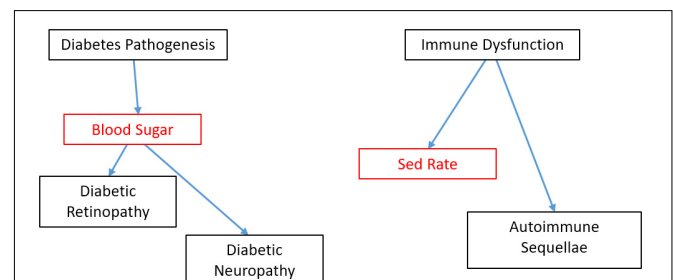 Diabetes Pathogenesis
Immune Dysfunction
Blood Sugar
Sed Rate
Diabetic
Retinopathy
Autoimmune
Sequellae
Diabetic
Neuropathy